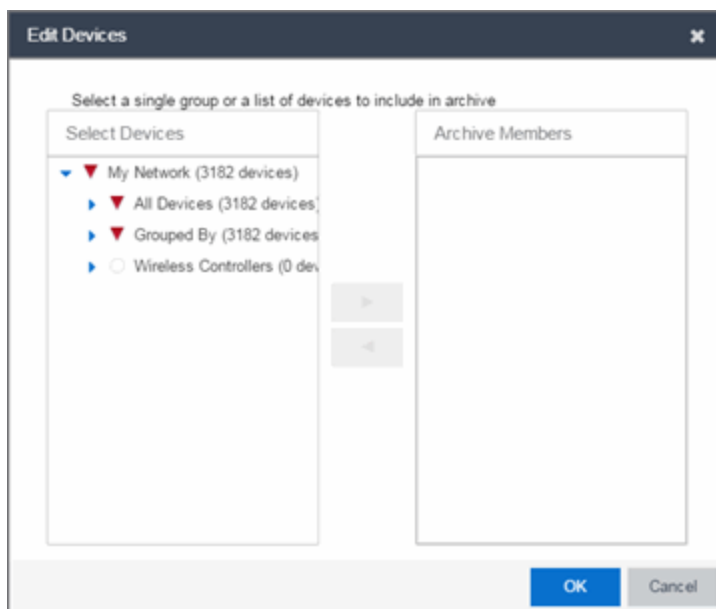 Edit Devices
Select a single group or a list of devices to include in archive
Select Devices
Archive Members
My Network (3182 devices)
All Devices (3182 devices)
Grouped By (3182 devices
Wireless Controllers (0 dev
OK
Cancel